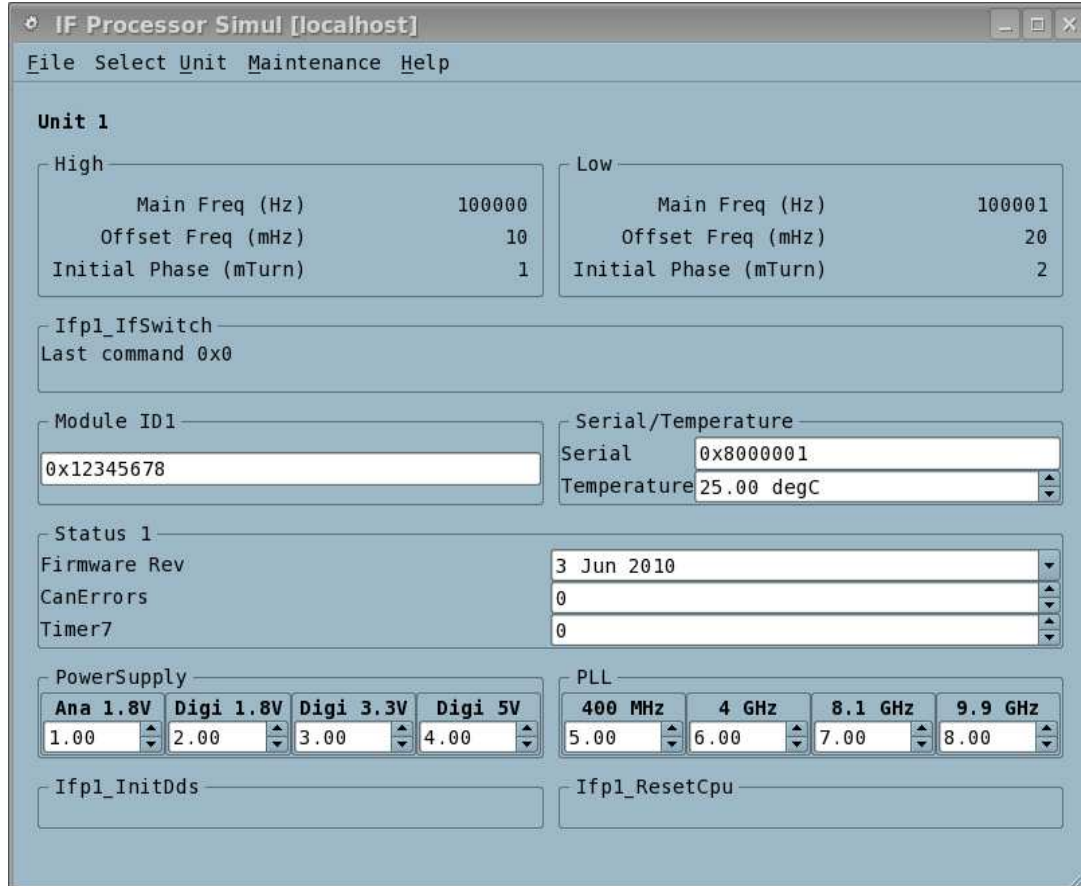 IF Processor Simul [localhost]
File Select Unit Maintenance Help
Unit 1
High
Main Freq (Hz) 100000
Offset Freq (mHz) 10
Initial Phase (mTurn) 1
Low
Main Freq (Hz) 100001
Offset Freq (mHz) 20
Initial Phase (mTurn) 2
Ifp1_IfSwitch
Last command 0x0
Module ID1
0x12345678
Serial/Temperature
Serial 0x8000001
Temperature 25.00 degC
Status 1
Firmware Rev 3 Jun 2010
CanErrors 0
Timer7 0
PowerSupply
Ana 1.8V Digi 1.8V Digi 3.3V Digi 5V
1.00 2.00 3.00 4.00
PLL
400 MHz 4 GHz 8.1 GHz 9.9 GHz
5.00 6.00 7.00 8.00
Ifp1_InitDds
Ifp1_ResetCpu